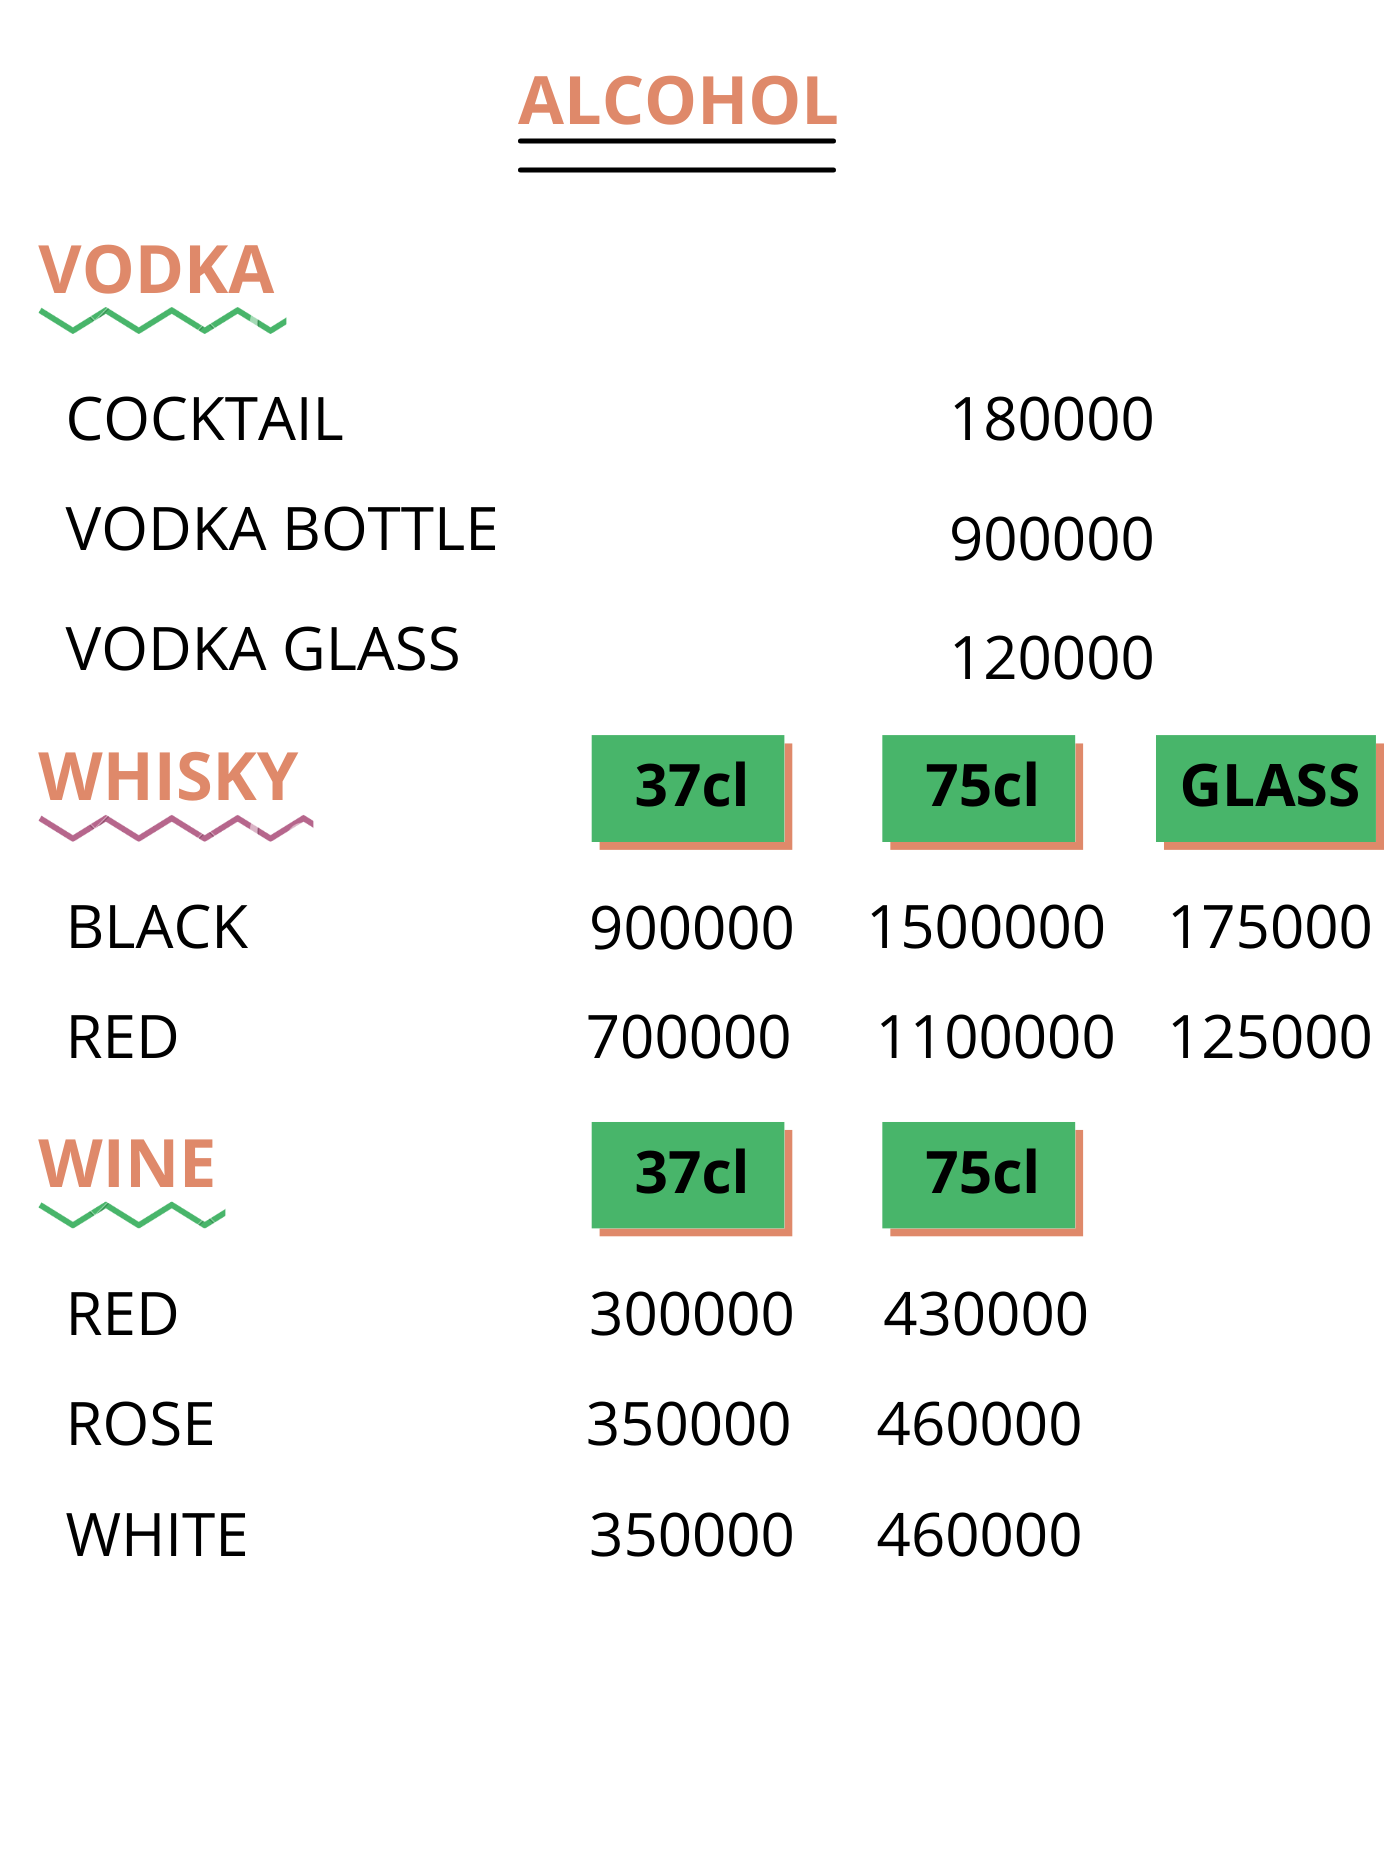 ALCOHOL
VODKA
COCKTAIL 180000
VODKA BOTTLE 900000
VODKA GLASS 120000
WHISKY 37cl 75cl GLASS
BLACK 900000 1500000 175000
RED 700000 1100000 125000
WINE 37cl 75cl
RED 300000 430000
ROSE 350000 460000
WHITE 350000 460000